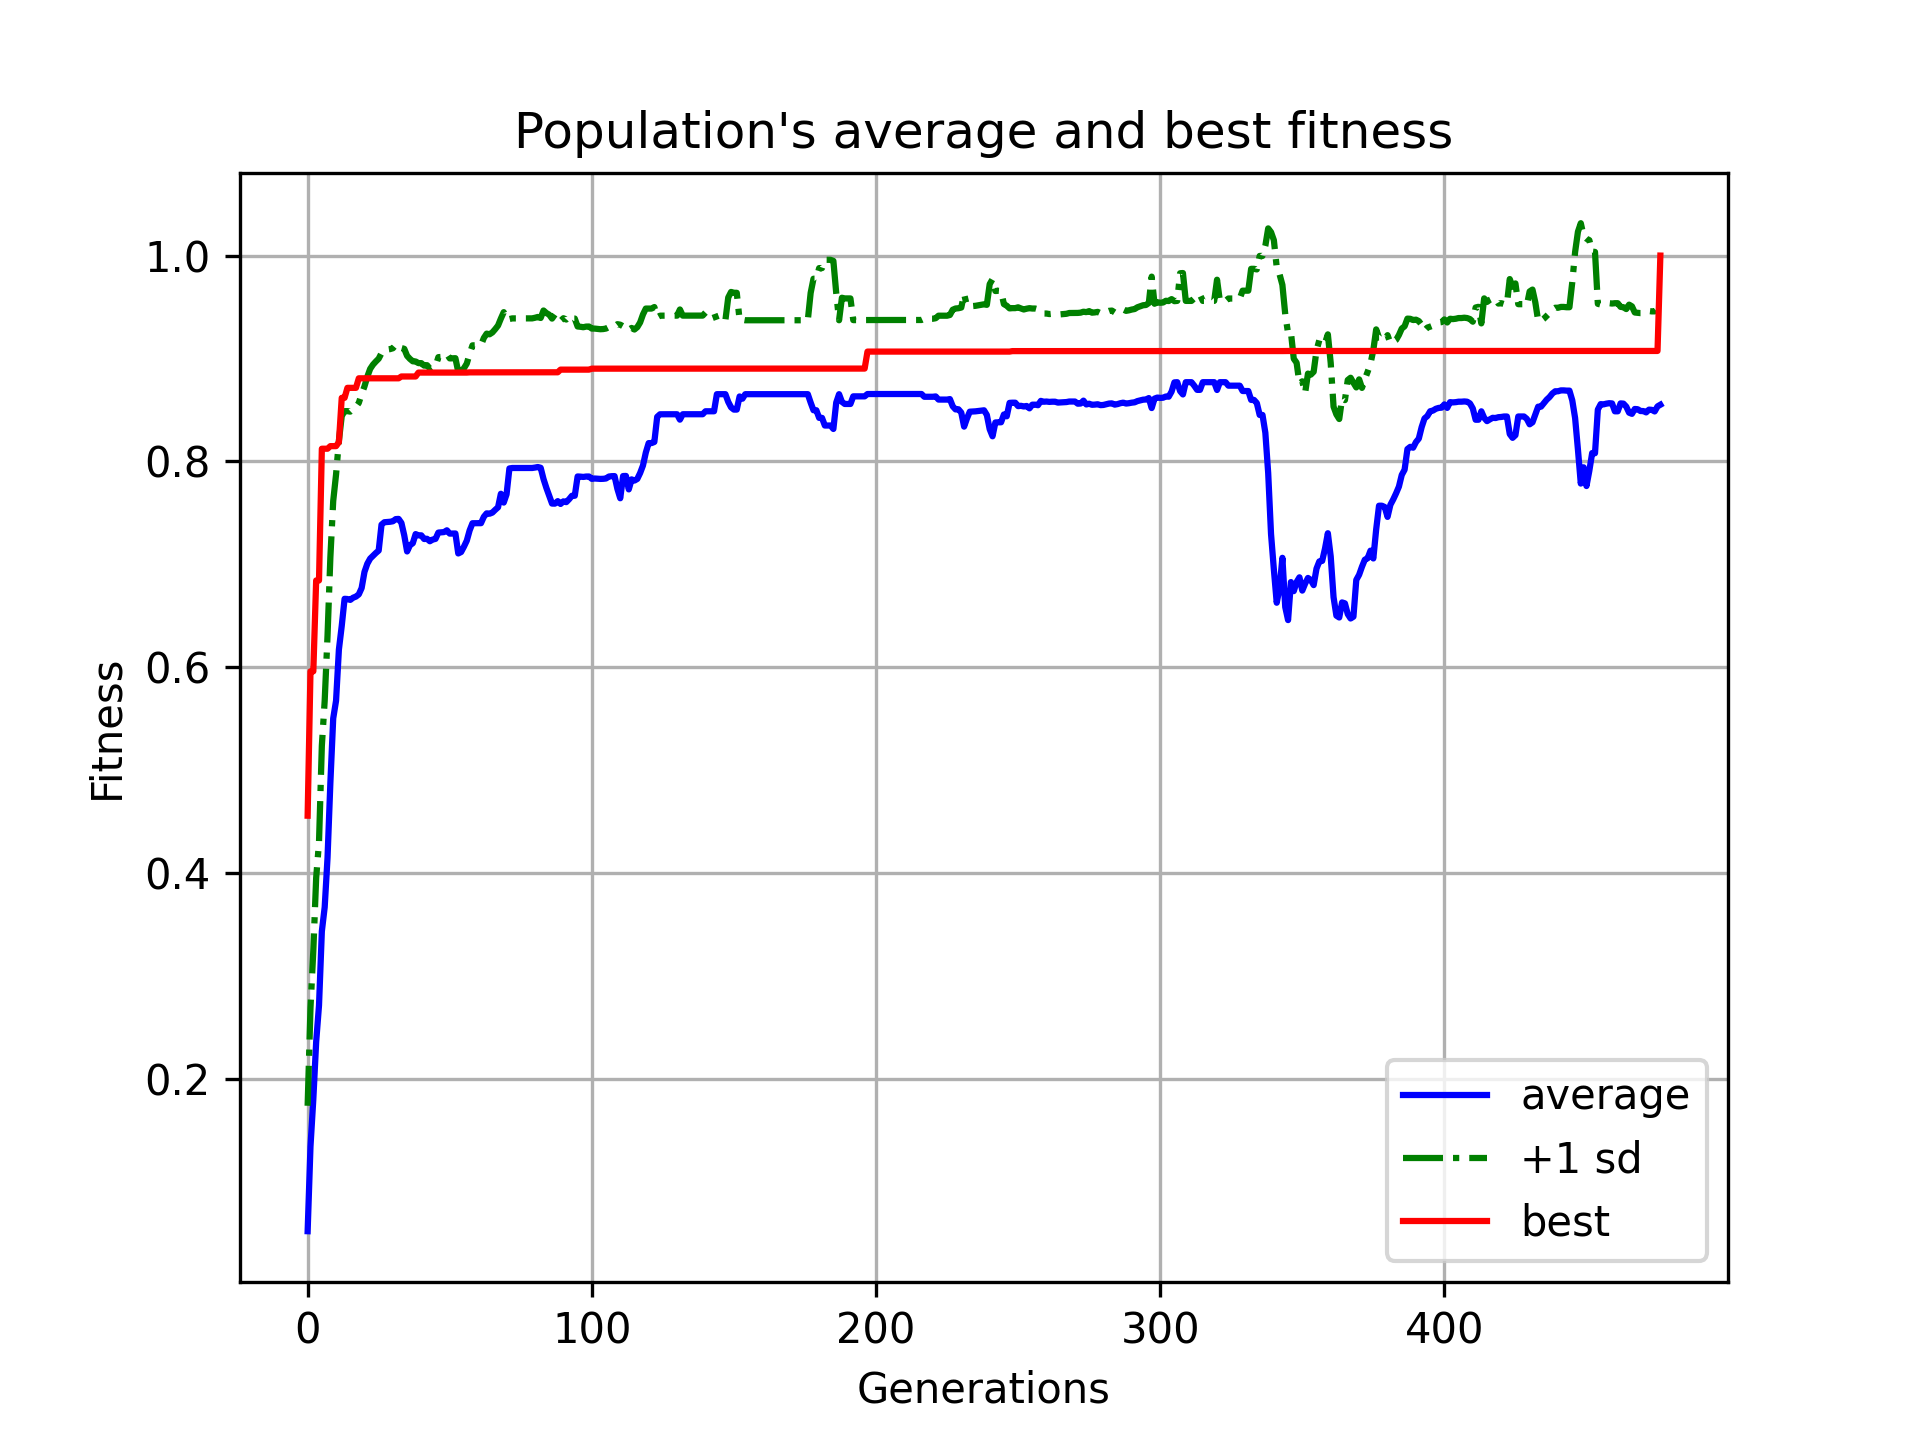 Population's average and best fitness
1.0
0.8
0.6
0.4
0.2
Fitness
0
100
200
300
400
Generations
average
+1 sd
best